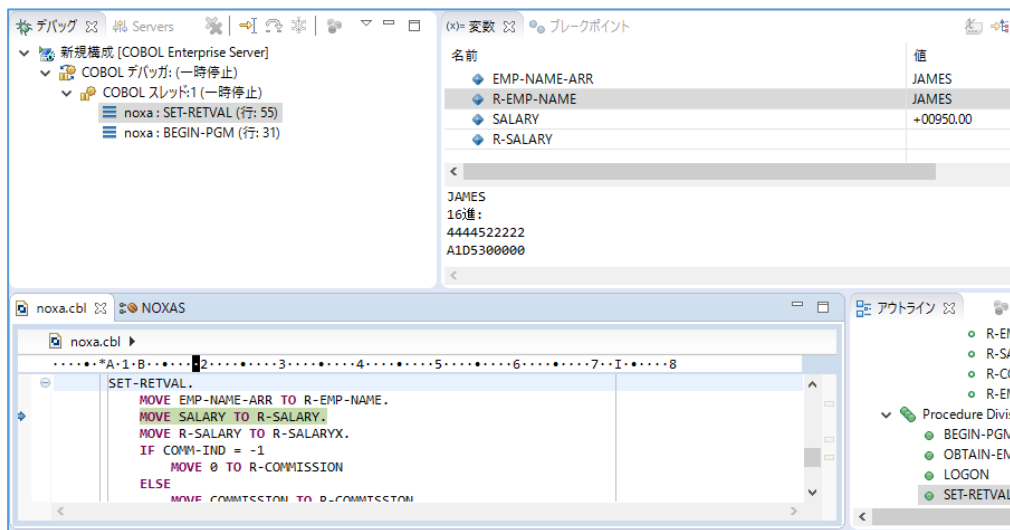 デバッグ Servers
新規構成 [COBOL Enterprise Server]
COBOL デバッガ: (一時停止)
COBOL スレッド:1 (一時停止)
noxa : SET-RETVAL (行: 55)
noxa : BEGIN-PGM (行: 31)
(x)= 変数 ブレークポイント
名前 値
EMP-NAME-ARR JAMES
R-EMP-NAME JAMES
SALARY +00950.00
R-SALARY
JAMES
16進:
4444522222
A1D5300000
noxa.cbl NOXAS
noxa.cbl
····•·*A·1·B··•····2····•····3····•····4····•····5····•····6····•····7··I·•····8
SET-RETVAL.
MOVE EMP-NAME-ARR TO R-EMP-NAME.
MOVE SALARY TO R-SALARY.
MOVE R-SALARY TO R-SALARYX.
IF COMM-IND = -1
MOVE 0 TO R-COMMISSION
ELSE
MOVE COMMISSION TO R-COMMISSION
アウトライン
R-EM
R-SA
R-CO
R-EM
Procedure Divis
BEGIN-PGM
OBTAIN-EM
LOGON
SET-RETVAL